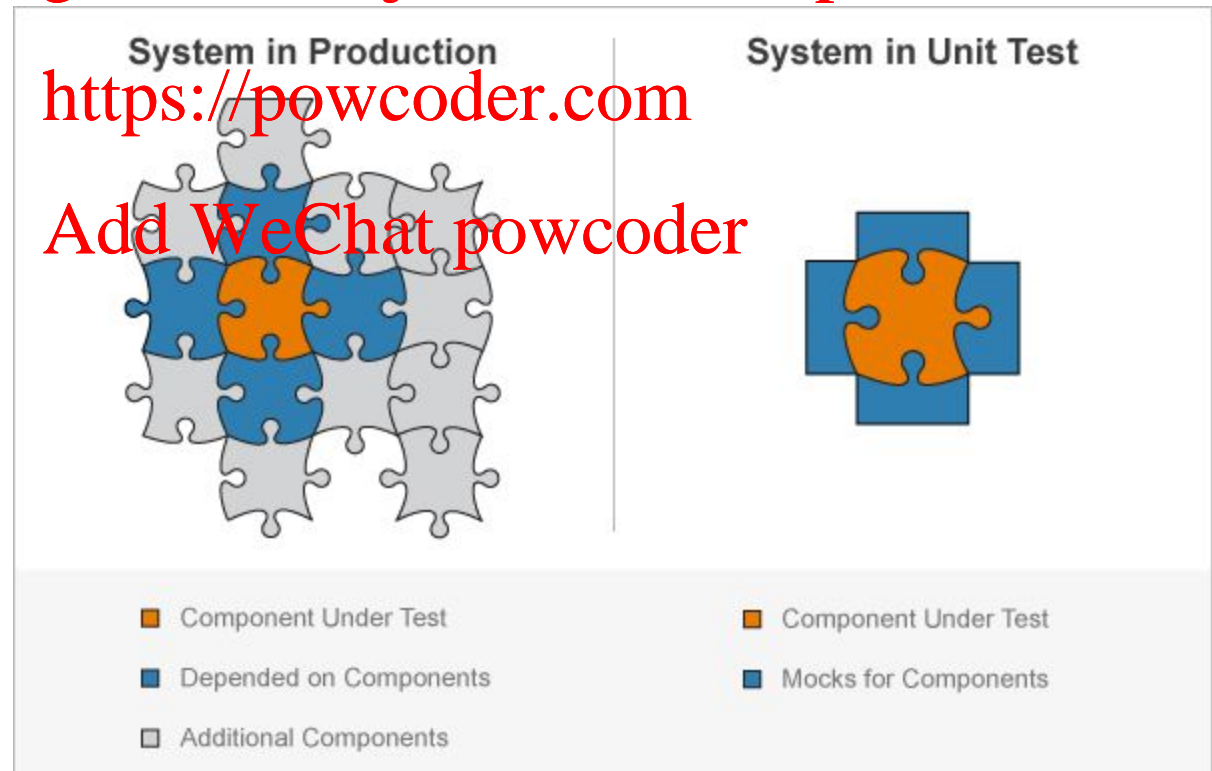 System in Production
System in Unit Test
https://powcoder.com
Add WeChat powcoder
Component Under Test
Depended on Components
Additional Components
Component Under Test
Mocks for Components